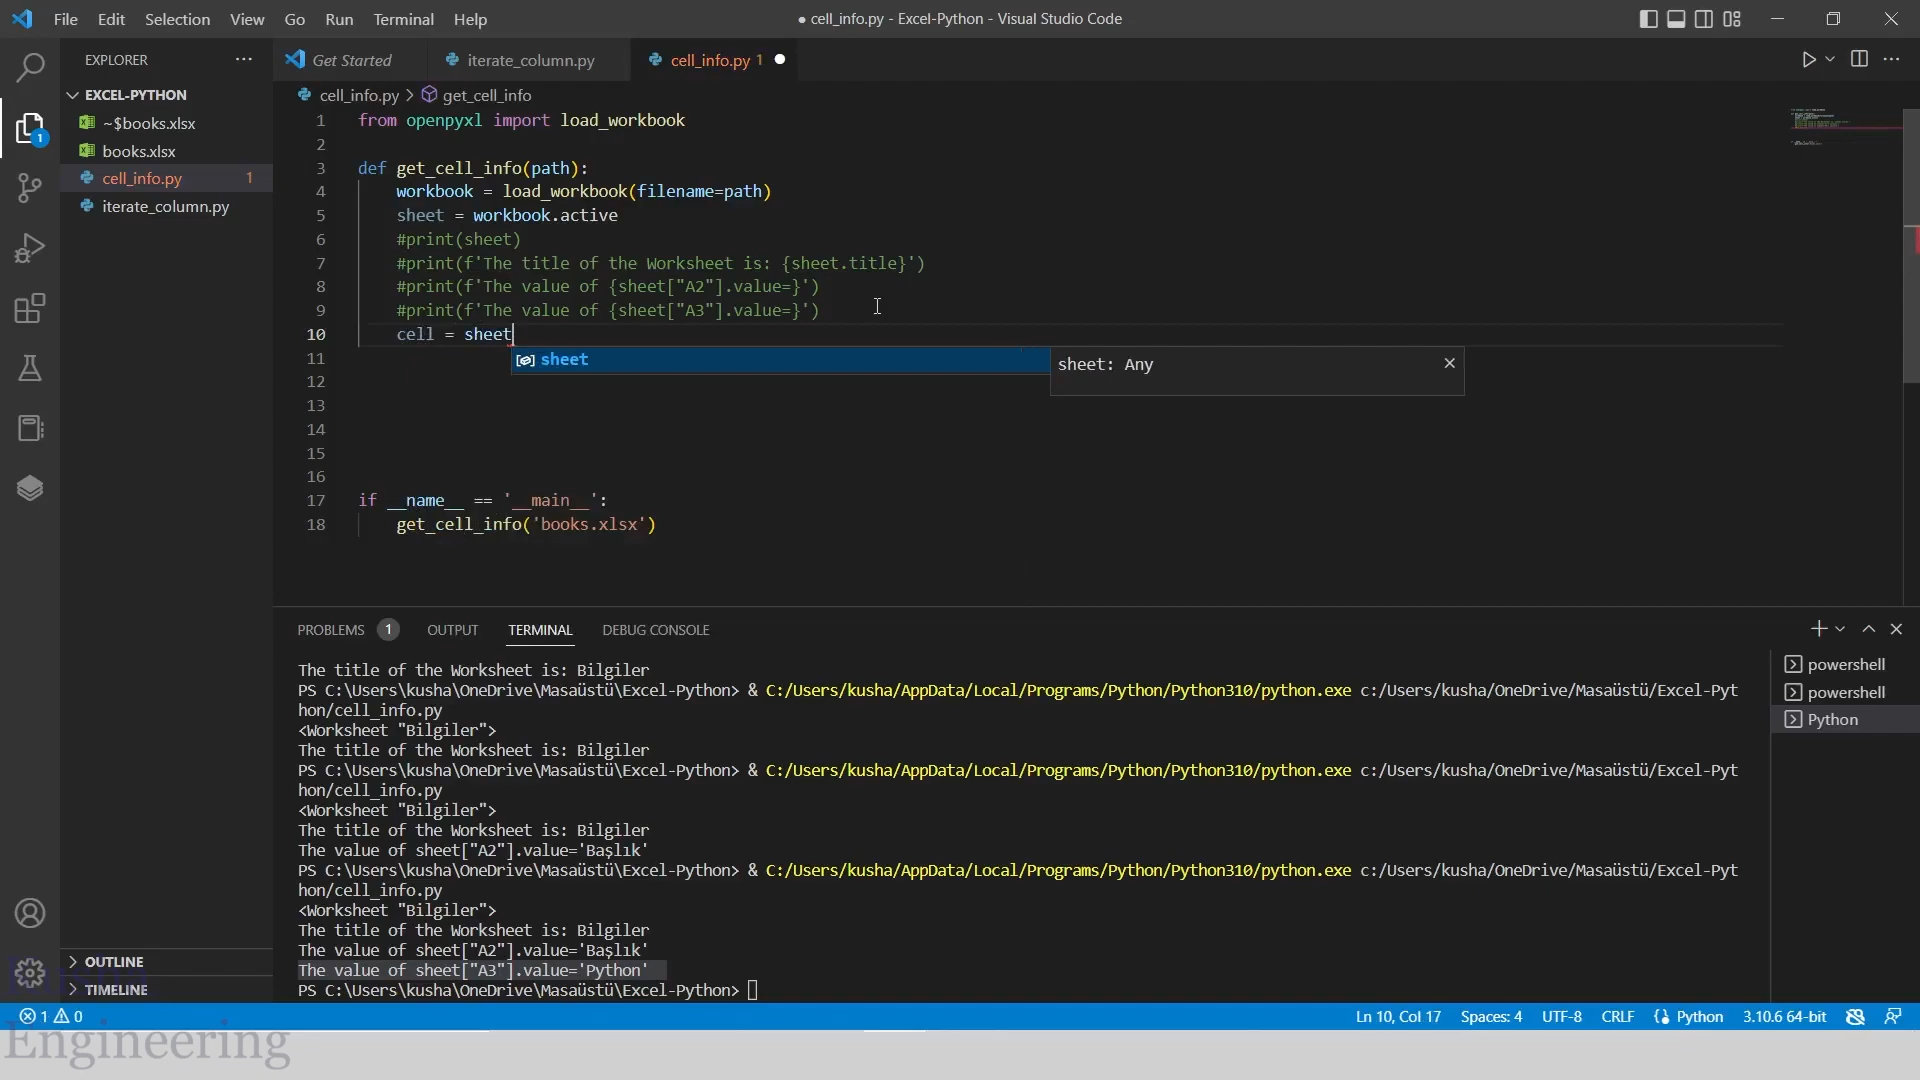 File Edit Selection View Go Run Terminal Help
● cell_info.py - Excel-Python - Visual Studio Code
EXPLORER ···
Get Started
iterate_column.py
cell_info.py 1 ●
EXCEL-PYTHON
~$books.xlsx
books.xlsx
cell_info.py 1
iterate_column.py
1
cell_info.py > get_cell_info
1 from openpyxl import load_workbook
2
3 def get_cell_info(path):
4 workbook = load_workbook(filename=path)
5 sheet = workbook.active
6 #print(sheet)
7 #print(f'The title of the Worksheet is: {sheet.title}')
8 #print(f'The value of {sheet["A2"].value=}')
9 #print(f'The value of {sheet["A3"].value=}')
10 cell = sheet
sheet
sheet: Any
11
12
13
14
15
16
17 if __name__ == '__main__':
18 get_cell_info('books.xlsx')
PROBLEMS 1 OUTPUT TERMINAL DEBUG CONSOLE
The title of the Worksheet is: Bilgiler
PS C:\Users\kusha\OneDrive\Masaüstü\Excel-Python> & C:/Users/kusha/AppData/Local/Programs/Python/Python310/python.exe c:/Users/kusha/OneDrive/Masaüstü/Excel-Pyt
hon/cell_info.py
<Worksheet "Bilgiler">
The title of the Worksheet is: Bilgiler
PS C:\Users\kusha\OneDrive\Masaüstü\Excel-Python> & C:/Users/kusha/AppData/Local/Programs/Python/Python310/python.exe c:/Users/kusha/OneDrive/Masaüstü/Excel-Pyt
hon/cell_info.py
<Worksheet "Bilgiler">
The title of the Worksheet is: Bilgiler
The value of sheet["A2"].value='Başlık'
PS C:\Users\kusha\OneDrive\Masaüstü\Excel-Python> & C:/Users/kusha/AppData/Local/Programs/Python/Python310/python.exe c:/Users/kusha/OneDrive/Masaüstü/Excel-Pyt
hon/cell_info.py
<Worksheet "Bilgiler">
The title of the Worksheet is: Bilgiler
The value of sheet["A2"].value='Başlık'
The value of sheet["A3"].value='Python'
PS C:\Users\kusha\OneDrive\Masaüstü\Excel-Python>
powershell
powershell
Python
OUTLINE
TIMELINE
1 0
Ln 10, Col 17 Spaces: 4 UTF-8 CRLF Python 3.10.6 64-bit
Engineering